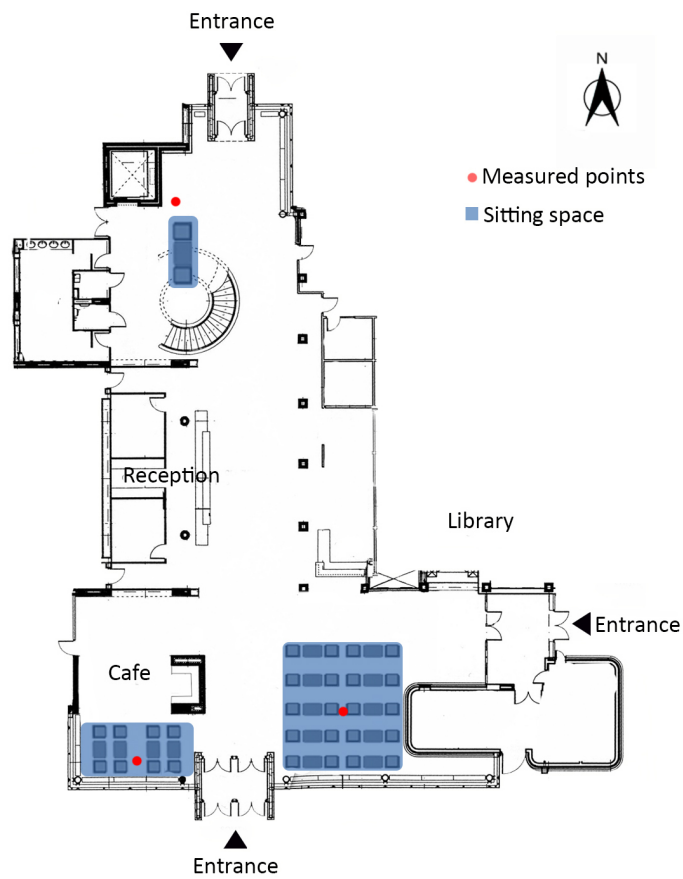 Entrance
N
Measured points
Sitting space
Reception
Library
Entrance
Cafe
Entrance